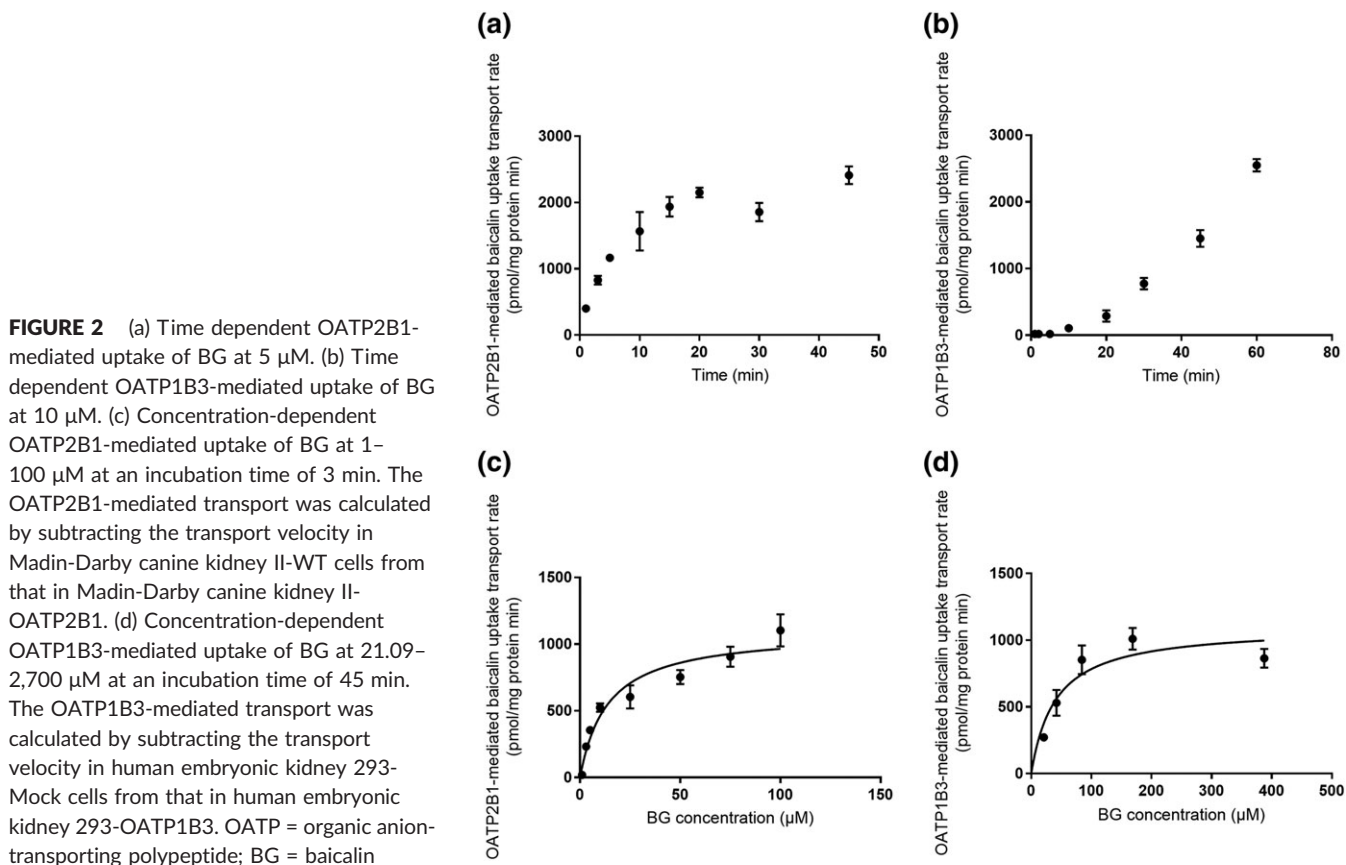 (a)
OATP2B1-mediated baicalin uptake transport rate
(pmol/mg protein min)
3000
2000
1000
0
0
10
20
30
40
50
Time (min)
(b)
OATP1B3-mediated baicalin uptake transport rate
(pmol/mg protein min)
3000
2000
1000
0
0
20
40
60
80
Time (min)
FIGURE 2 (a) Time dependent OATP2B1-
mediated uptake of BG at 5 μM. (b) Time
dependent OATP1B3-mediated uptake of BG
at 10 μM. (c) Concentration-dependent
OATP2B1-mediated uptake of BG at 1–
100 μM at an incubation time of 3 min. The
OATP2B1-mediated transport was calculated
by subtracting the transport velocity in
Madin-Darby canine kidney II-WT cells from
that in Madin-Darby canine kidney II-
OATP2B1. (d) Concentration-dependent
OATP1B3-mediated uptake of BG at 21.09–
2,700 μM at an incubation time of 45 min.
The OATP1B3-mediated transport was
calculated by subtracting the transport
velocity in human embryonic kidney 293-
Mock cells from that in human embryonic
kidney 293-OATP1B3. OATP = organic anion-
transporting polypeptide; BG = baicalin
(c)
OATP2B1-mediated baicalin uptake transport rate
(pmol/mg protein min)
1500
1000
500
0
0
50
100
150
BG concentration (μM)
(d)
OATP1B3-mediated baicalin uptake transport rate
(pmol/mg protein min)
1500
1000
500
0
0
100
200
300
400
500
BG concentration (μM)